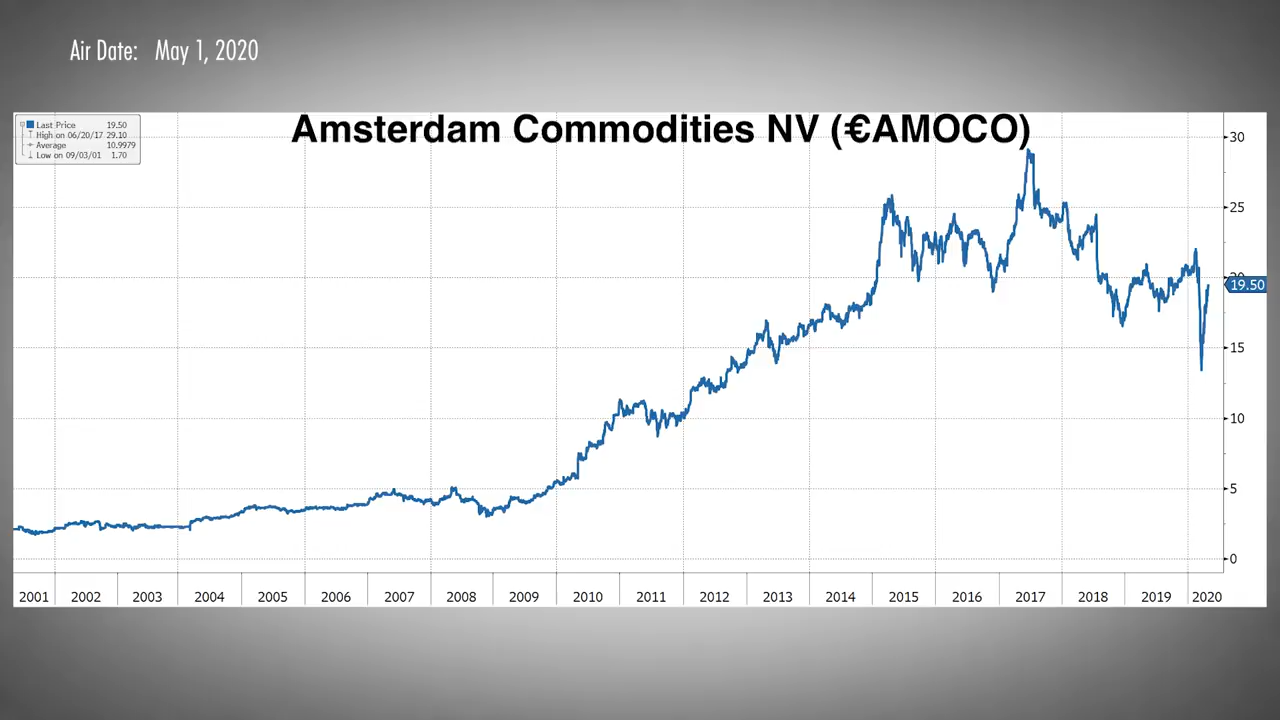 Air Date: May 1, 2020
Amsterdam Commodities NV (€AMOCO)
Last Price 19.50
High on 06/20/17 29.10
Average 10.9979
Low on 09/03/01 1.70
30
25
20
19.50
15
10
5
0
2001 2002 2003 2004 2005 2006 2007 2008 2009 2010 2011 2012 2013 2014 2015 2016 2017 2018 2019 2020